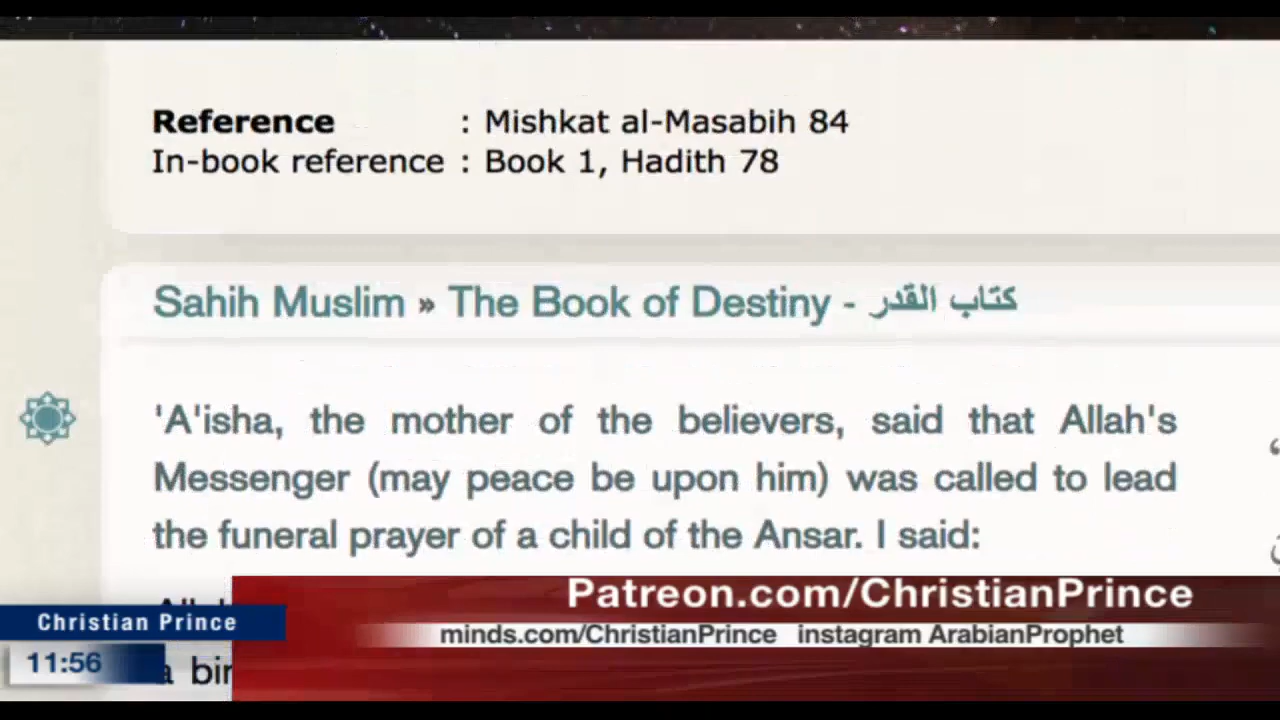 Reference : Mishkat al-Masabih 84
In-book reference : Book 1, Hadith 78
Sahih Muslim » The Book of Destiny - كتاب القدر
'A'isha, the mother of the believers, said that Allah's
Messenger (may peace be upon him) was called to lead
the funeral prayer of a child of the Ansar. I said:
Patreon.com/ChristianPrince
Christian Prince
minds.com/ChristianPrince instagram ArabianProphet
11:56
a bir